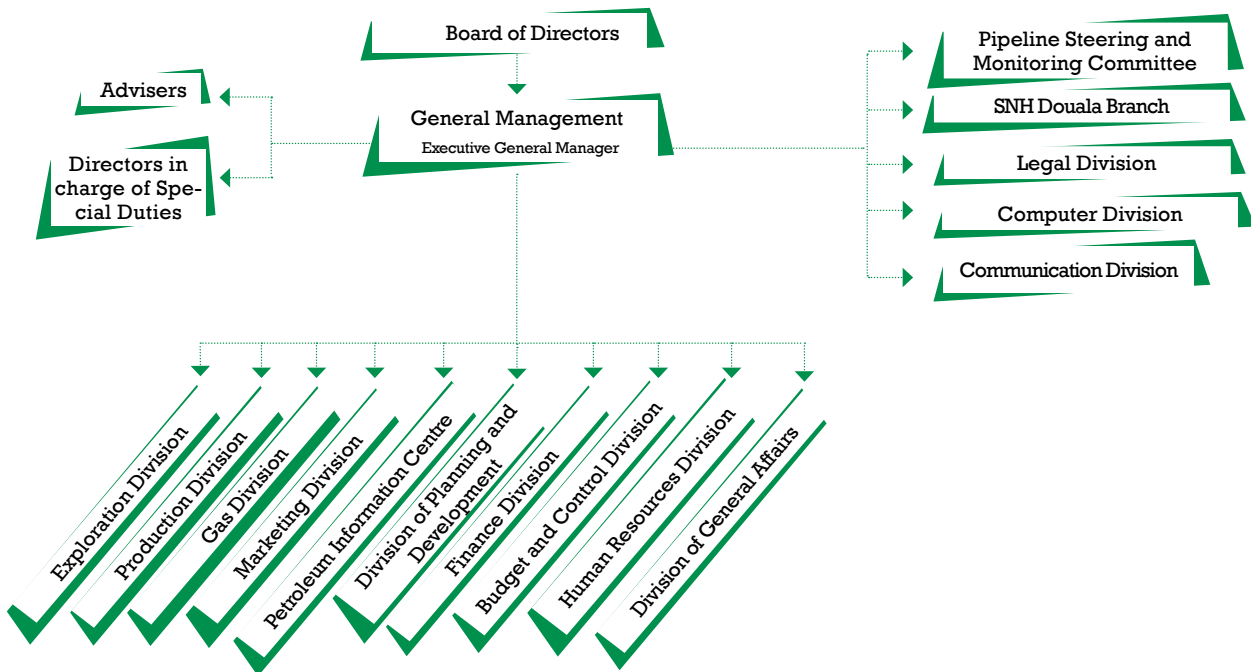 Board of Directors
General Management
Executive General Manager
Advisers
Directors in
charge of Spe-
cial Duties
Pipeline Steering and
Monitoring Committee
SNH Douala Branch
Legal Division
Computer Division
Communication Division
Exploration Division
Production Division
Gas Division
Marketing Division
Petroleum Information Centre
Division of Planning and
Development
Finance Division
Budget and Control Division
Human Resources Division
Division of General Affairs